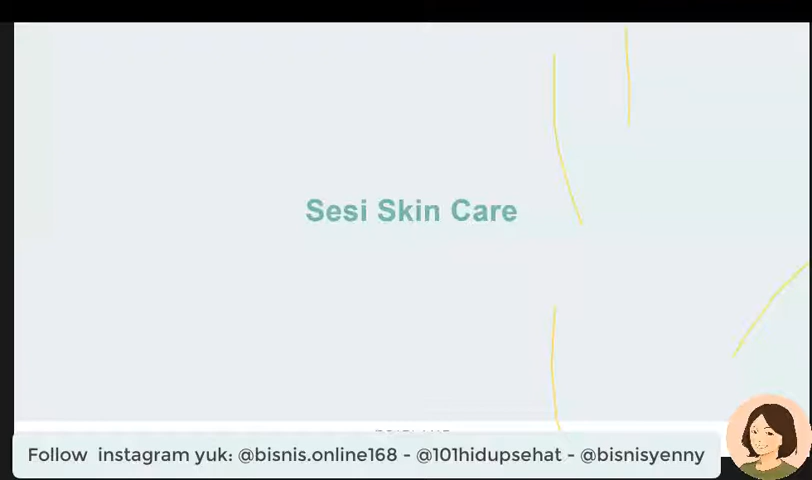 Sesi Skin Care
Follow instagram yuk: @bisnis.online168 - @101hidupsehat - @bisnisyenny